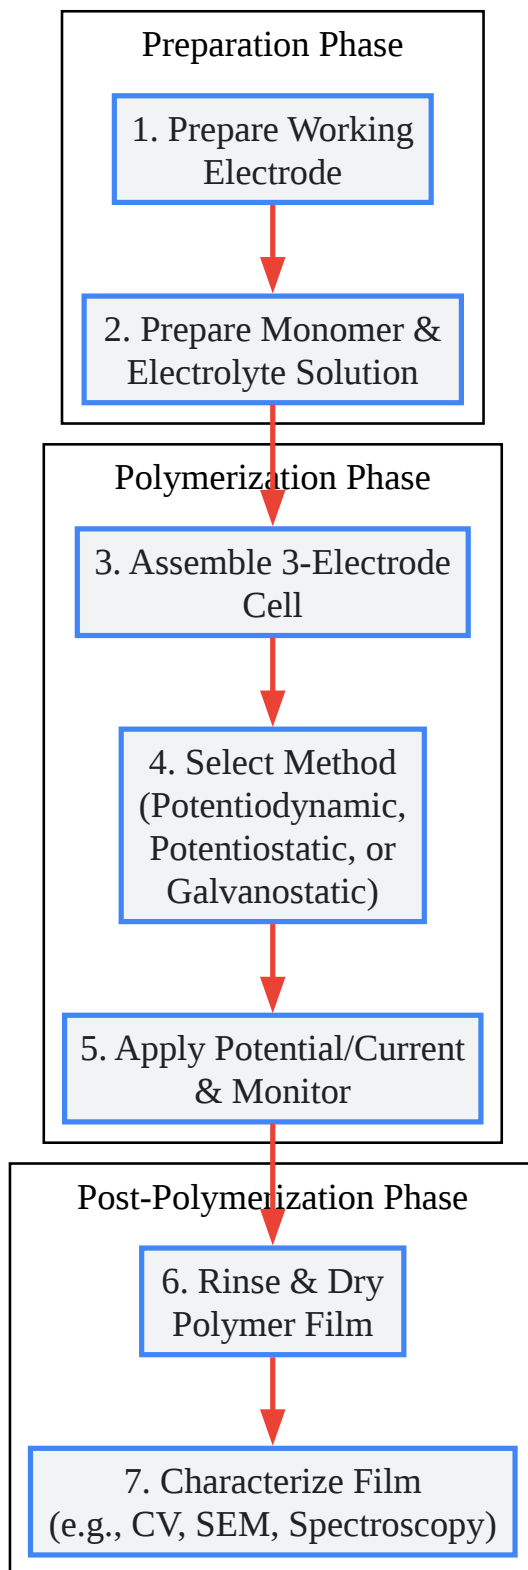 Preparation Phase
1. Prepare Working
Electrode
2. Prepare Monomer &
Electrolyte Solution
Polymerization Phase
3. Assemble 3-Electrode
Cell
4. Select Method
(Potentiodynamic,
Potentiostatic, or
Galvanostatic)
5. Apply Potential/Current
& Monitor
Post-Polymerization Phase
6. Rinse & Dry
Polymer Film
7. Characterize Film
(e.g., CV, SEM, Spectroscopy)